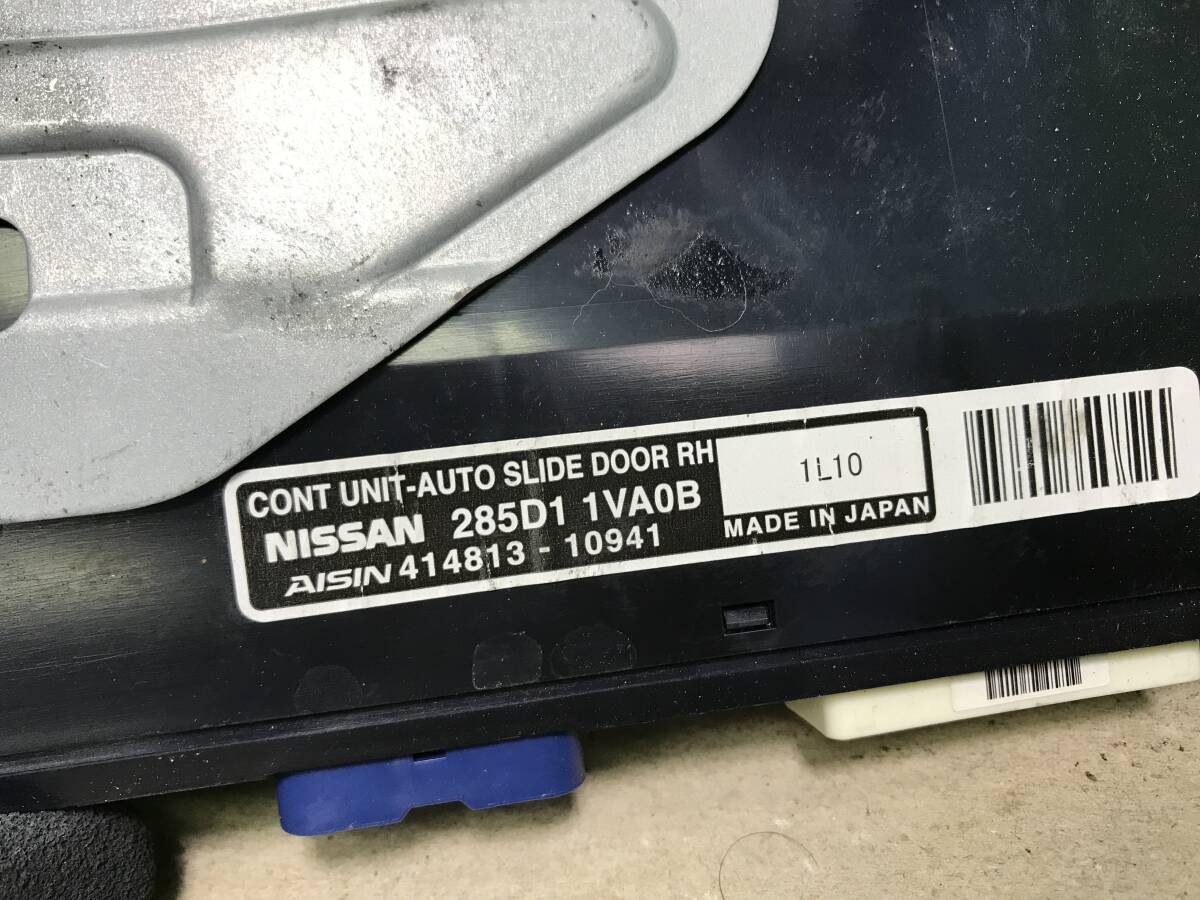 CONT UNIT-AUTO SLIDE DOOR RH
NISSAN 285D1 1VA0B
AISIN 414813 - 10941
1L10
MADE IN JAPAN